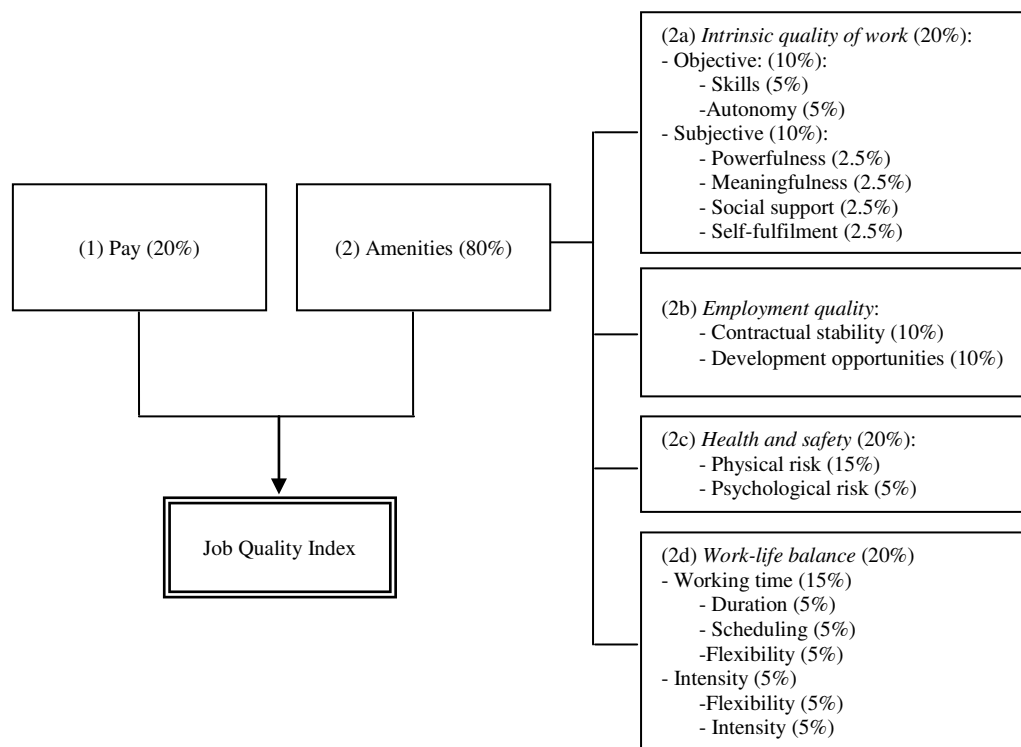 (1) Pay (20%)
(2) Amenities (80%)
Job Quality Index
(2a) Intrinsic quality of work (20%):
- Objective: (10%):
- Skills (5%)
-Autonomy (5%)
- Subjective (10%):
- Powerfulness (2.5%)
- Meaningfulness (2.5%)
- Social support (2.5%)
- Self-fulfilment (2.5%)
(2b) Employment quality:
- Contractual stability (10%)
- Development opportunities (10%)
(2c) Health and safety (20%):
- Physical risk (15%)
- Psychological risk (5%)
(2d) Work-life balance (20%)
- Working time (15%)
- Duration (5%)
- Scheduling (5%)
-Flexibility (5%)
- Intensity (5%)
-Flexibility (5%)
- Intensity (5%)